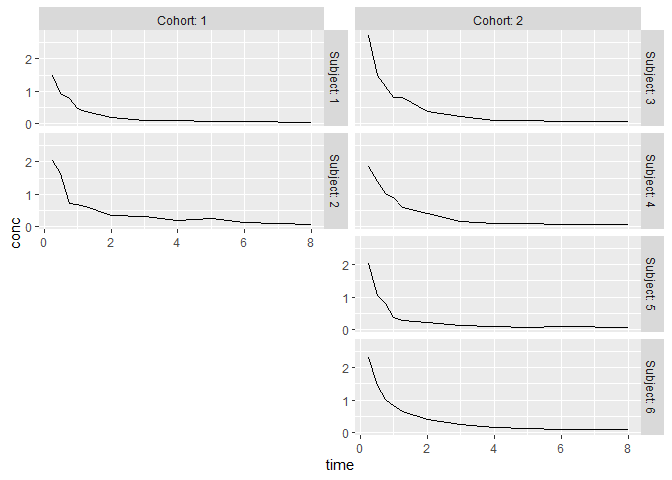 Cohort: 1
Cohort: 2
2
1
0
Subject: 1
Subject: 3
2
1
0
Subject: 2
Subject: 4
0
2
4
6
8
conc
2
1
0
Subject: 5
2
1
0
Subject: 6
0
2
4
6
8
time